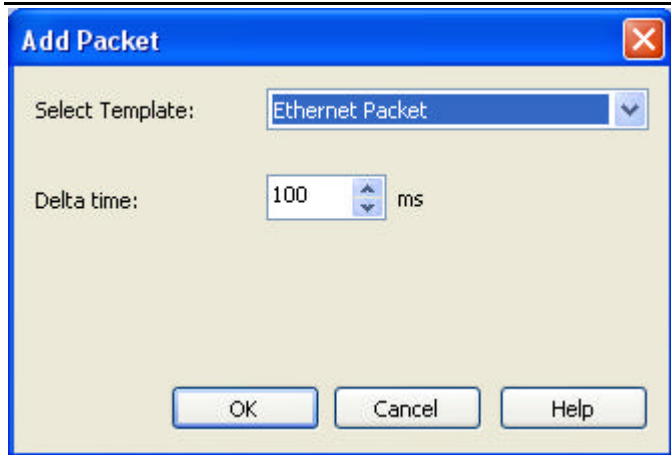 Add Packet
Select Template: Ethernet Packet
Delta time: 100 ms
OK Cancel Help